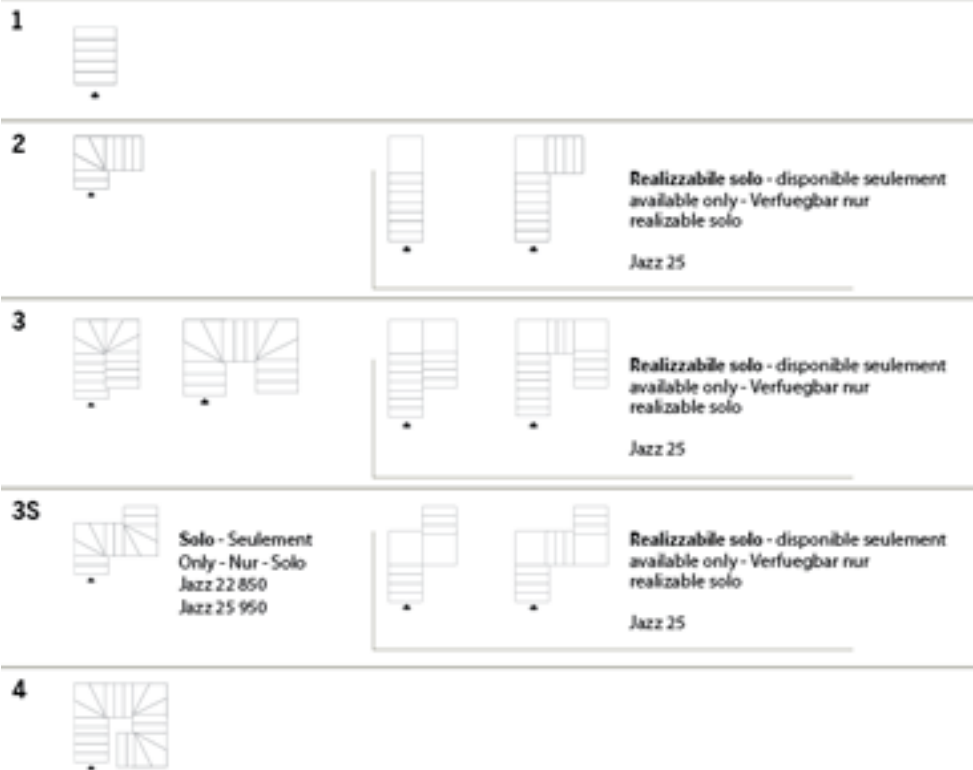 1
2
Realizzabile solo - disponible seulement
available only - Verfuegbar nur
realizable solo
Jazz 25
3
Realizzabile solo - disponible seulement
available only - Verfuegbar nur
realizable solo
Jazz 25
3S
Solo - Seulement
Only - Nur - Solo
Jazz 22 850
Jazz 25 950
Realizzabile solo - disponible seulement
available only - Verfuegbar nur
realizable solo
Jazz 25
4